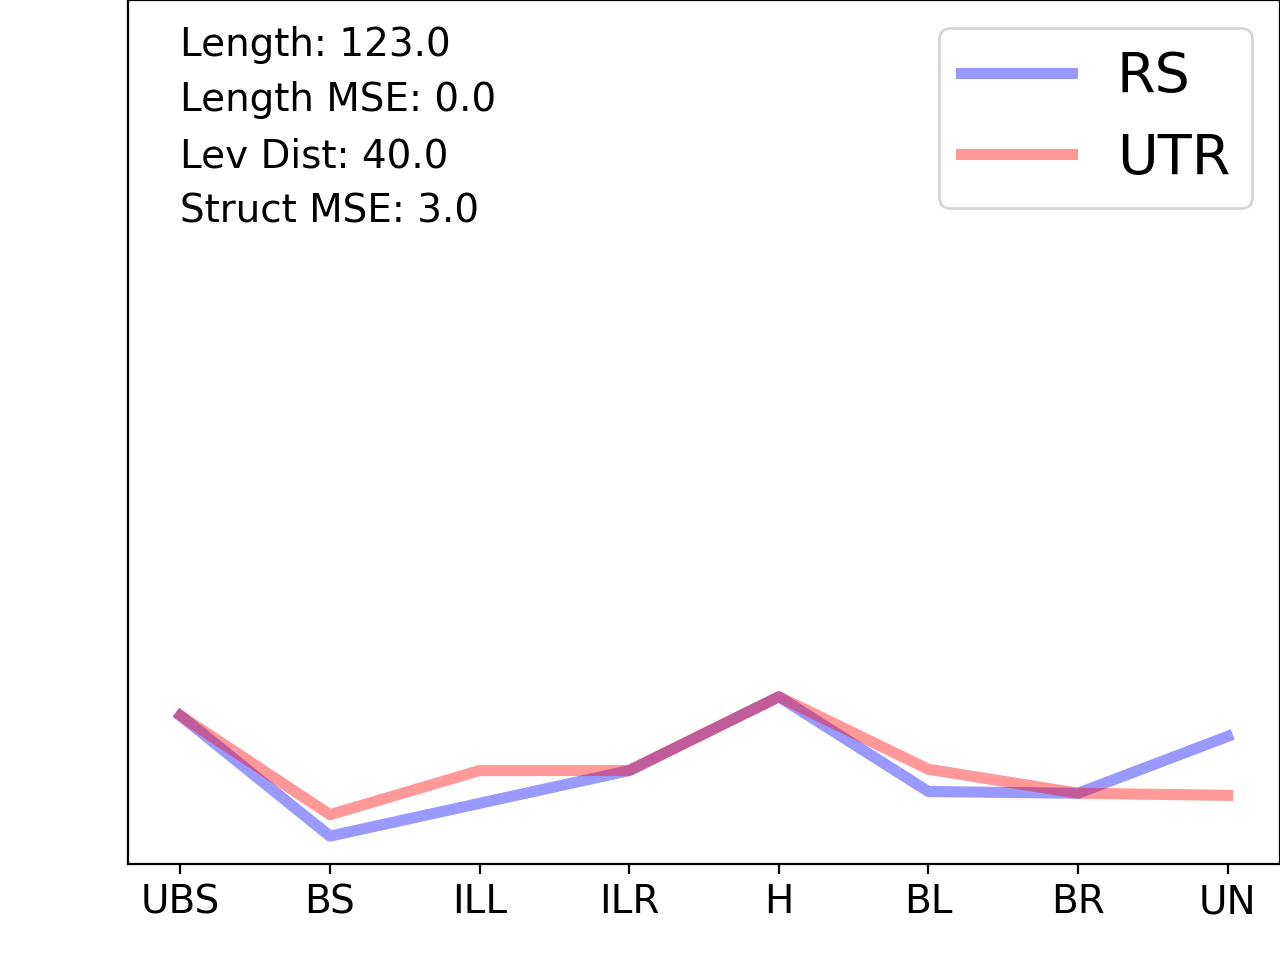 Length: 123.0
Length MSE: 0.0
Lev Dist: 40.0
Struct MSE: 3.0
RS
UTR
UBS BS ILL ILR H BL BR UN